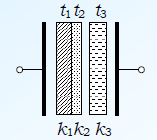 t₁ t₂ t₃
k₁ k₂ k₃